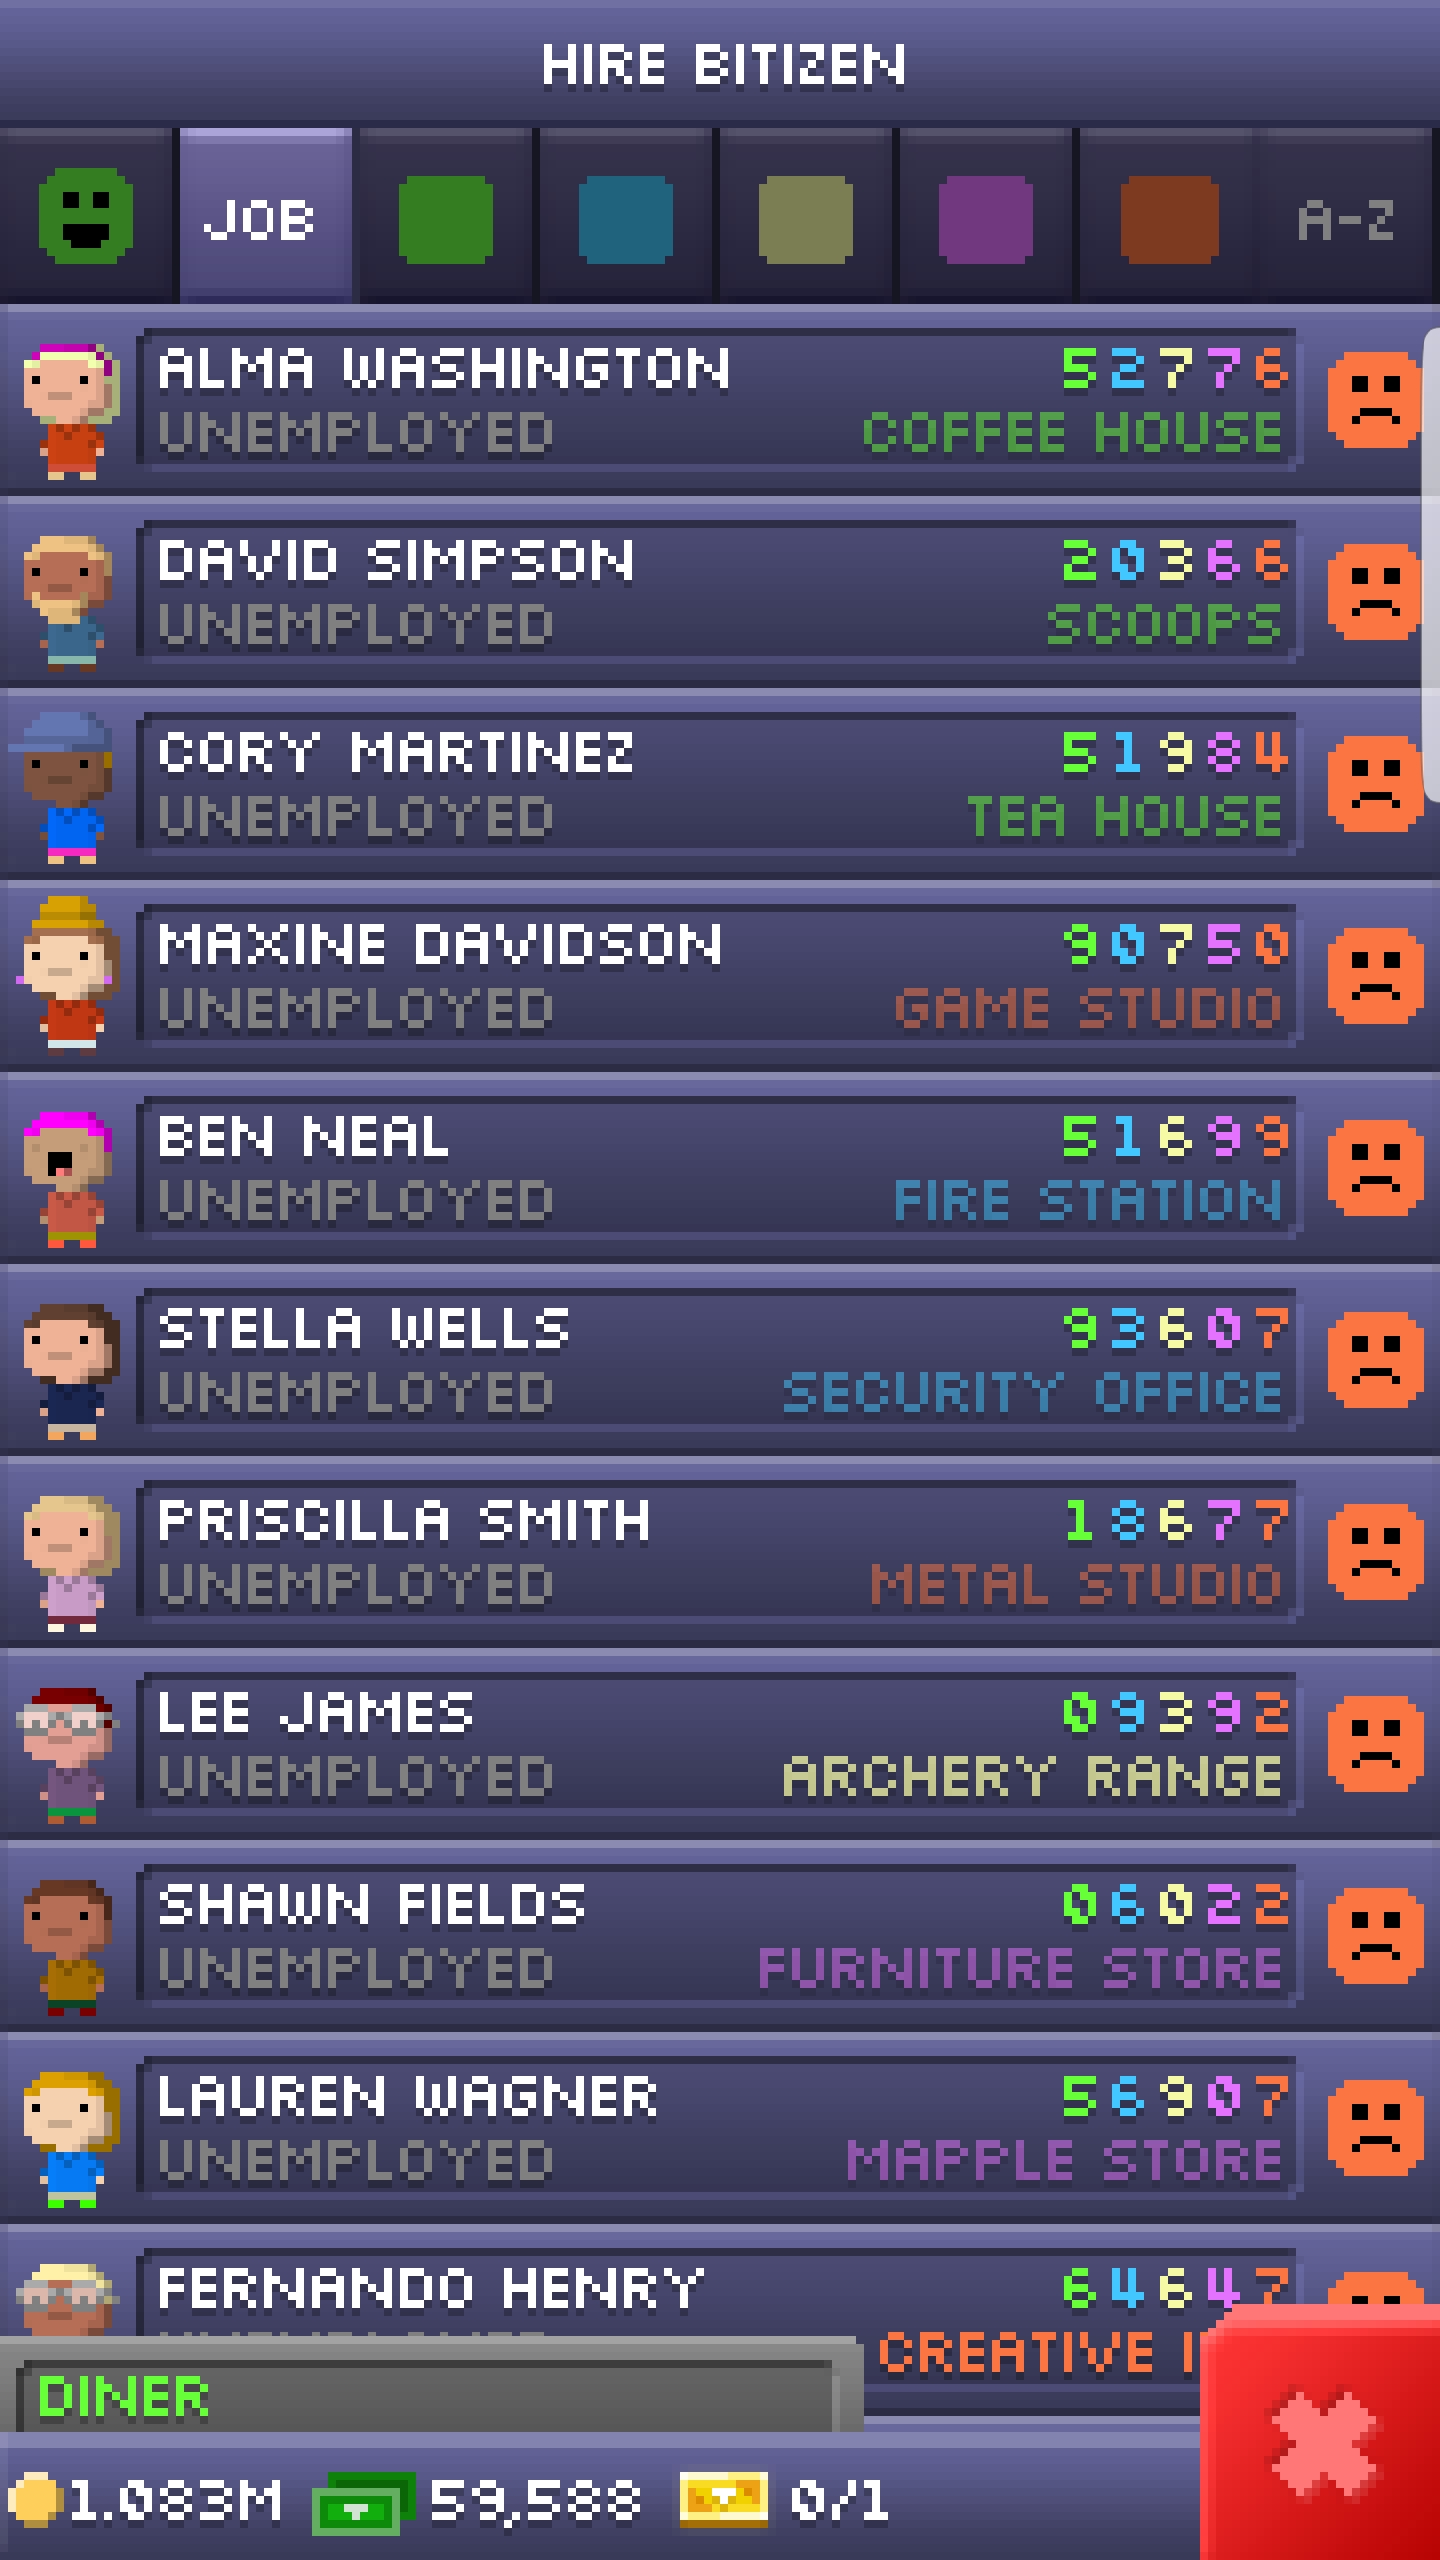 HIRE BITIZEN
JOB A-Z
ALMA WASHINGTON 52776
UNEMPLOYED COFFEE HOUSE
DAVID SIMPSON 20366
UNEMPLOYED SCOOPS
CORY MARTINEZ 51984
UNEMPLOYED TEA HOUSE
MAXINE DAVIDSON 90750
UNEMPLOYED GAME STUDIO
BEN NEAL 51699
UNEMPLOYED FIRE STATION
STELLA WELLS 93607
UNEMPLOYED SECURITY OFFICE
PRISCILLA SMITH 18677
UNEMPLOYED METAL STUDIO
LEE JAMES 09392
UNEMPLOYED ARCHERY RANGE
SHAWN FIELDS 06022
UNEMPLOYED FURNITURE STORE
LAUREN WAGNER 56907
UNEMPLOYED MAPPLE STORE
FERNANDO HENRY 64647
CREATIVE
DINER
1.083M 59,588 0/1